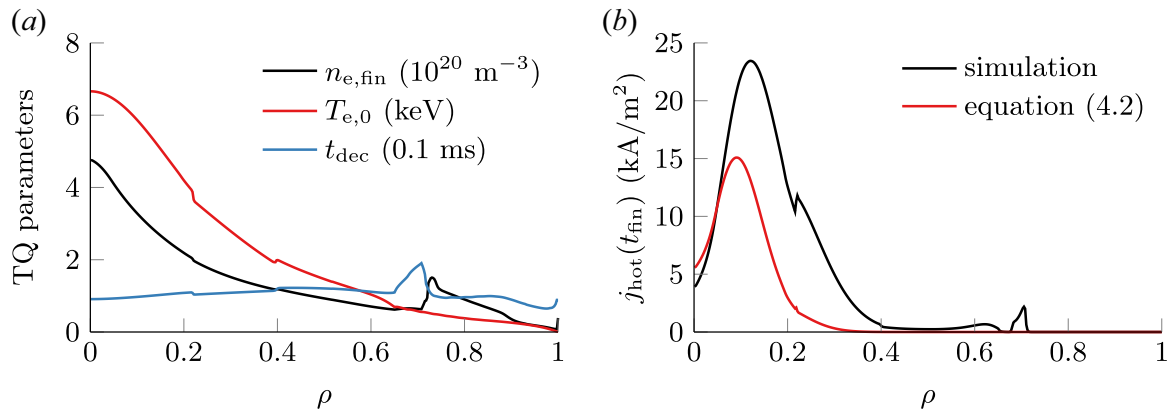 (a)
8
6
4
2
0
TQ parameters
n_e,fin (10^20 m^−3)
T_e,0 (keV)
t_dec (0.1 ms)
0 0.2 0.4 0.6 0.8 1
ρ
(b)
25
20
15
10
5
0
j_hot(t_fin) (kA/m^2)
simulation
equation (4.2)
0 0.2 0.4 0.6 0.8 1
ρ